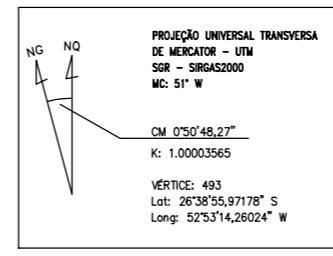 PROJEÇÃO UNIVERSAL TRANSVERSA
DE MERCATOR - UTM
SGR - SIRGAS2000
MC: 51° W
NG NQ
CM 0°50'48,27"
K: 1.00003565
VÉRTICE: 493
Lat: 26°38'55,97178" S
Long: 52°53'14,26024" W